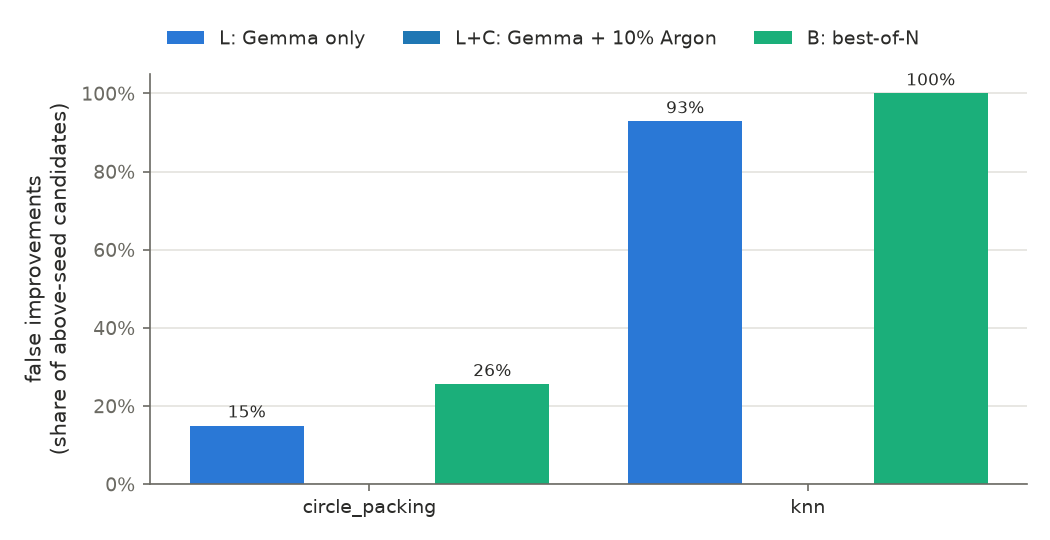 L: Gemma only
L+C: Gemma + 10% Argon
B: best-of-N
false improvements
(share of above-seed candidates)
100%
80%
60%
40%
20%
0%
15%
26%
93%
100%
circle_packing
knn